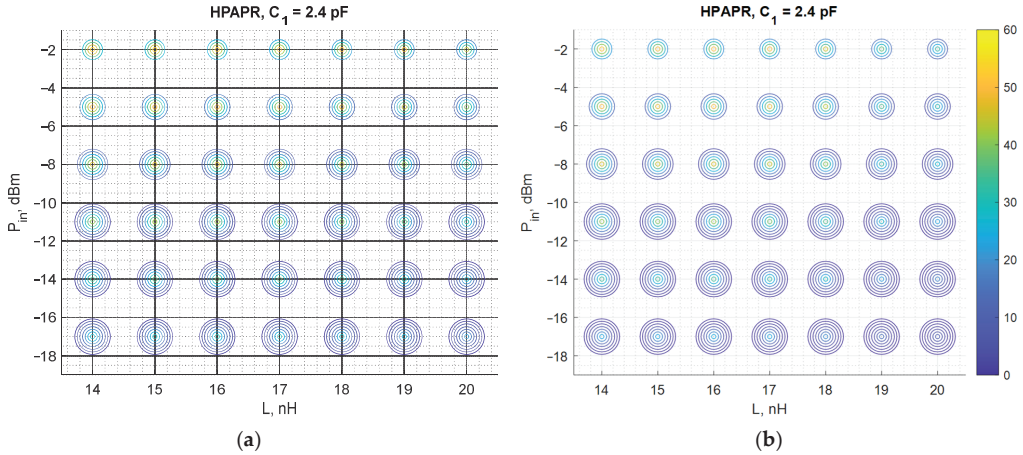 HPAPR, C1 = 2.4 pF
−2
−4
−6
−8
−10
−12
−14
−16
−18
Pin, dBm
14 15 16 17 18 19 20
L, nH
(a)
HPAPR, C1 = 2.4 pF
−2
−4
−6
−8
−10
−12
−14
−16
−18
Pin, dBm
14 15 16 17 18 19 20
L, nH
60
50
40
30
20
10
0
(b)